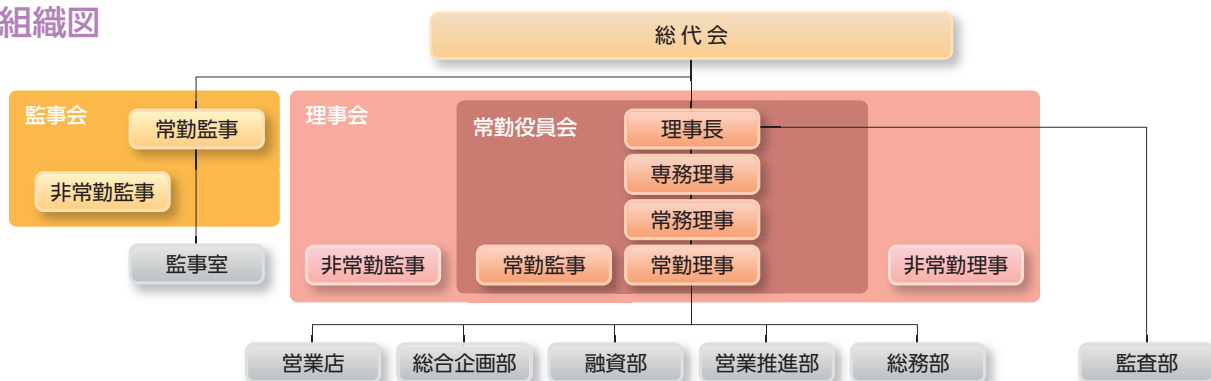 組織図
総代会
監事会
常勤監事
非常勤監事
監事室
理事会
常勤役員会
理事長
専務理事
常務理事
非常勤監事
常勤監事
常勤理事
非常勤理事
営業店
総合企画部
融資部
営業推進部
総務部
監査部